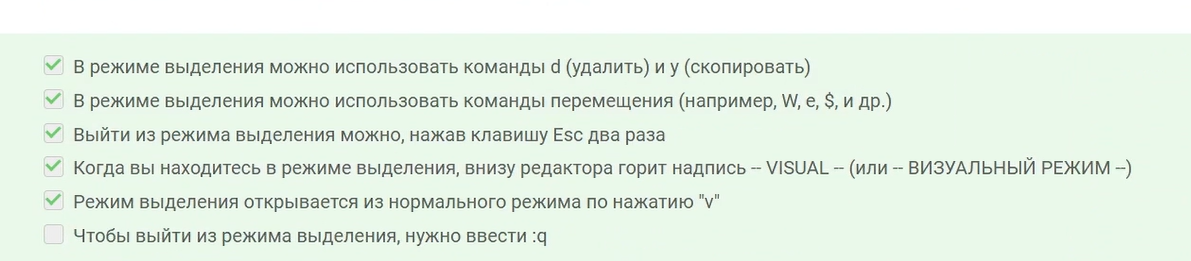 В режиме выделения можно использовать команды d (удалить) и y (скопировать)
В режиме выделения можно использовать команды перемещения (например, W, e, $, и др.)
Выйти из режима выделения можно, нажав клавишу Esc два раза
Когда вы находитесь в режиме выделения, внизу редактора горит надпись -- VISUAL -- (или -- ВИЗУАЛЬНЫЙ РЕЖИМ --)
Режим выделения открывается из нормального режима по нажатию "v"
Чтобы выйти из режима выделения, нужно ввести :q